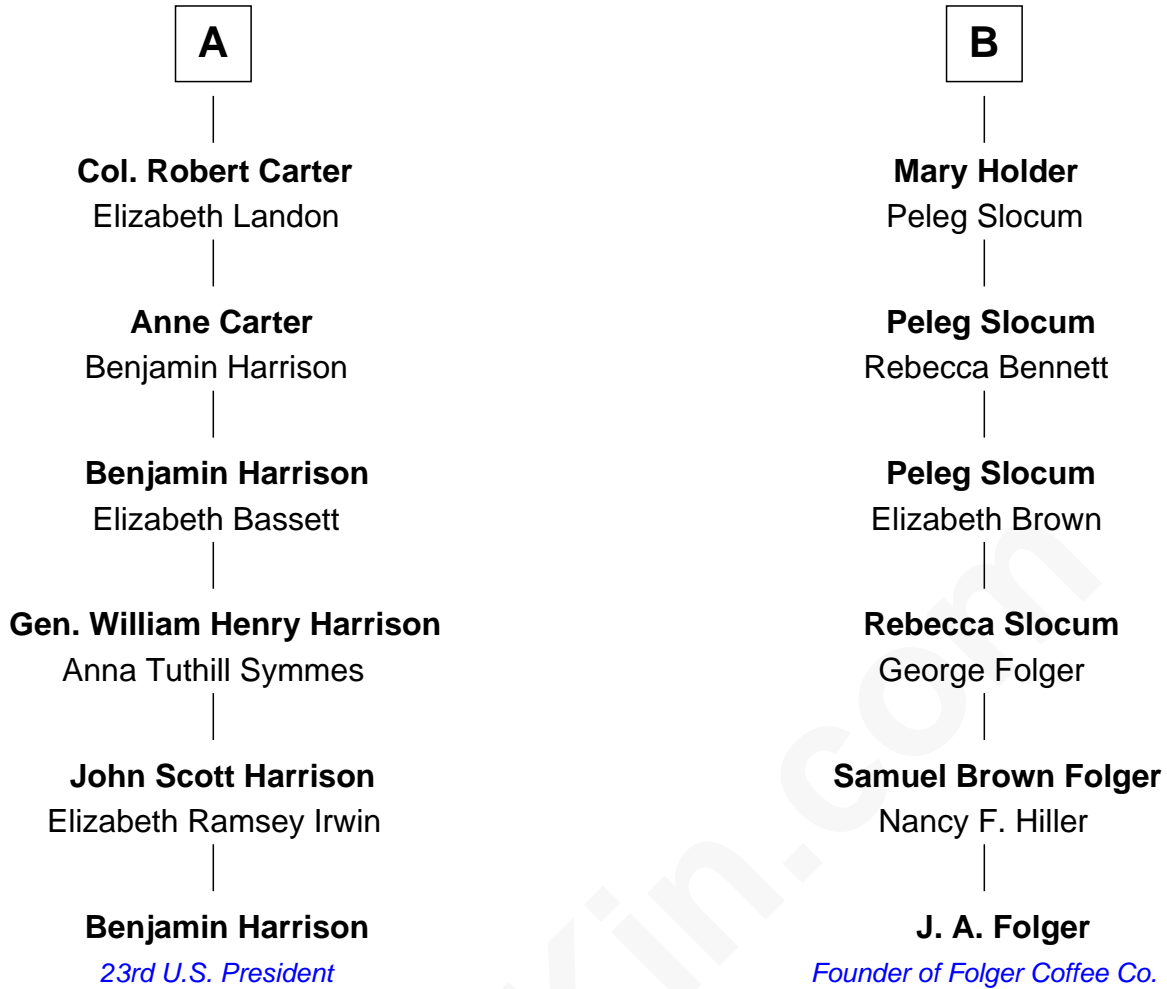 A
Col. Robert Carter
Elizabeth Landon
Anne Carter
Benjamin Harrison
Benjamin Harrison
Elizabeth Bassett
Gen. William Henry Harrison
Anna Tuthill Symmes
John Scott Harrison
Elizabeth Ramsey Irwin
Benjamin Harrison
23rd U.S. President
B
Mary Holder
Peleg Slocum
Peleg Slocum
Rebecca Bennett
Peleg Slocum
Elizabeth Brown
Rebecca Slocum
George Folger
Samuel Brown Folger
Nancy F. Hiller
J. A. Folger
Founder of Folger Coffee Co.
Kin.com